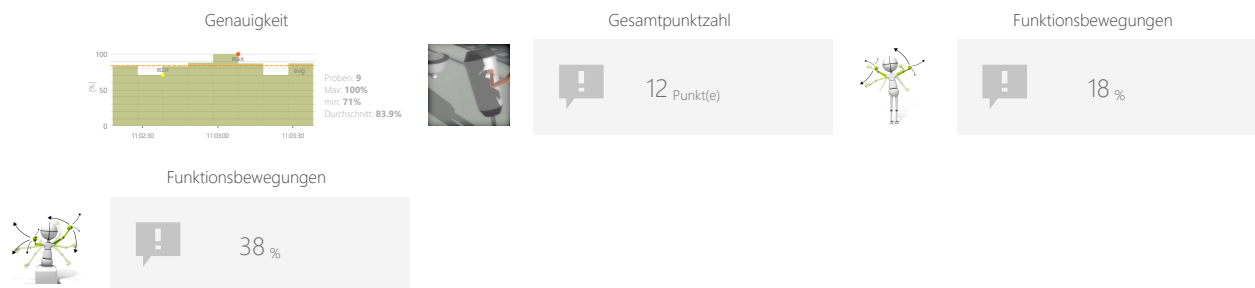 Genauigkeit
100
50
0
[%]
min
max
avg
11:02:30
11:03:00
11:03:30
Proben: 9
Max: 100%
min: 71%
Durchschnitt: 83.9%
Gesamtpunktzahl
12 Punkt(e)
Funktionsbewegungen
18 %
Funktionsbewegungen
38 %